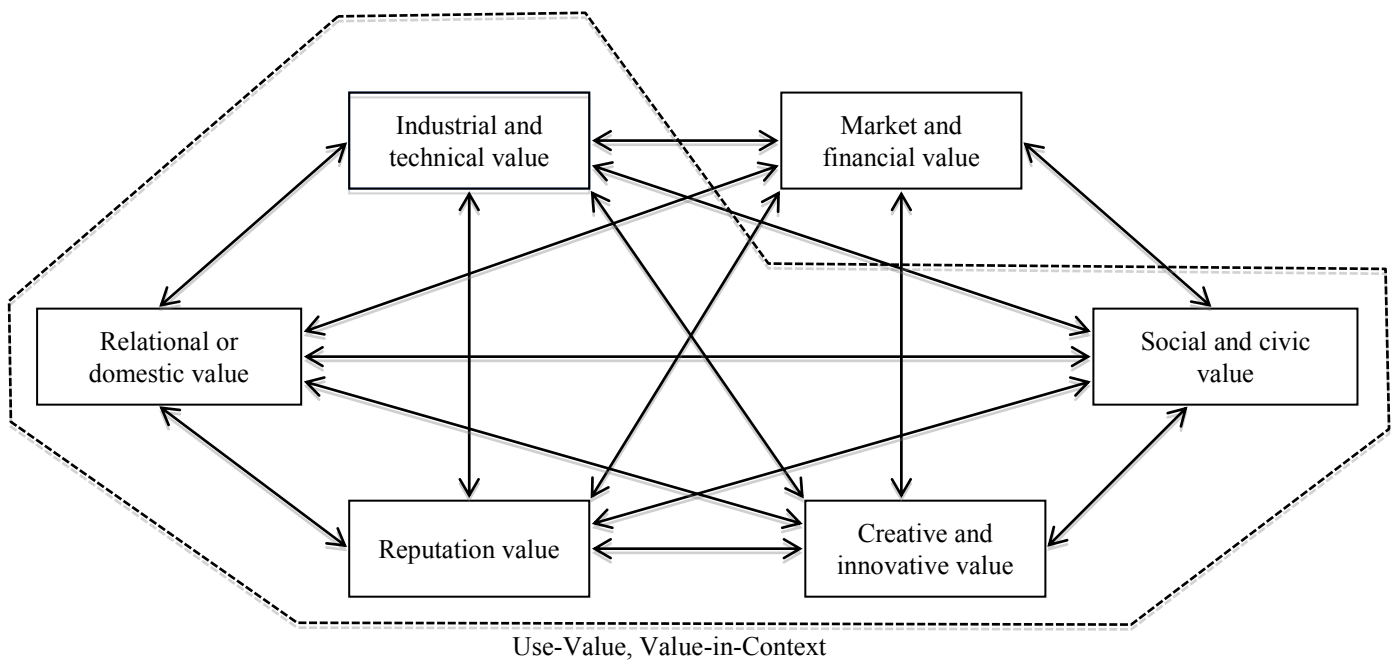 Industrial and
technical value
Market and
financial value
Relational or
domestic value
Social and civic
value
Reputation value
Creative and
innovative value
Use-Value, Value-in-Context